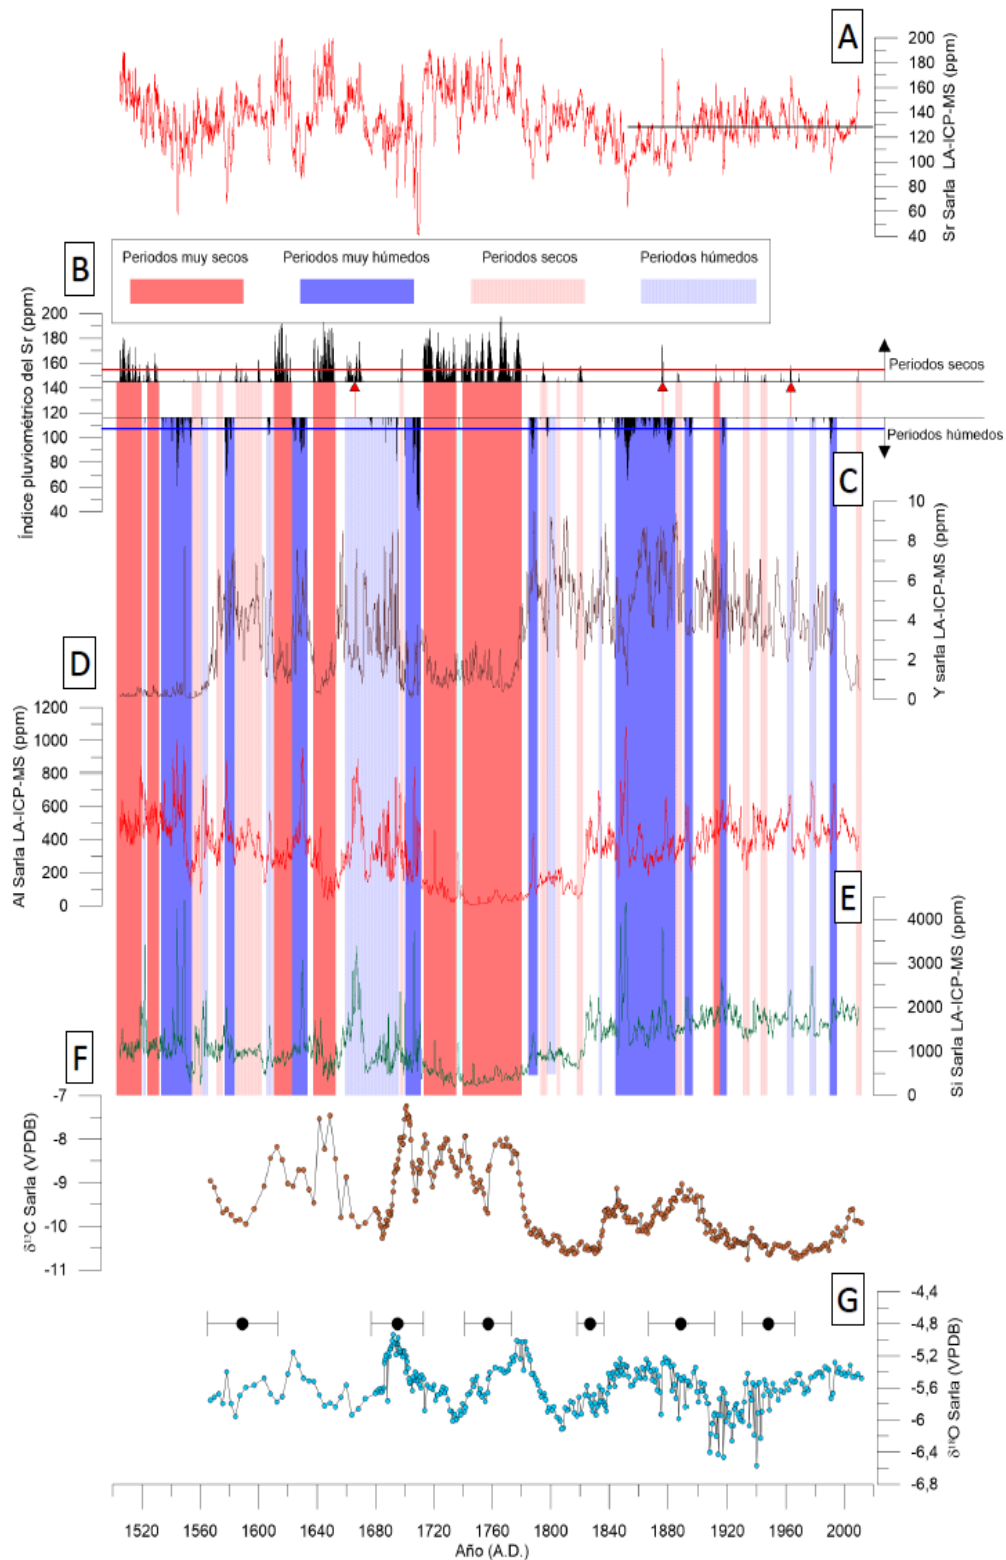 A
200
180
160
140
120
100
80
60
40
Sr Sarla LA-ICP-MS (ppm)
B
Periodos muy secos
Periodos muy húmedos
Periodos secos
Periodos húmedos
200
180
160
140
120
100
80
60
40
Índice pluviométrico del Sr (ppm)
Periodos secos
Periodos húmedos
C
10
8
6
4
2
0
Y sarla LA-ICP-MS (ppm)
D
1200
1000
800
600
400
200
0
Al Sarla LA-ICP-MS (ppm)
E
4000
3000
2000
1000
0
Si Sarla LA-ICP-MS (ppm)
F
-7
-8
-9
-10
-11
δ¹³C Sarla (VPDB)
G
-4,4
-4,8
-5,2
-5,6
-6
-6,4
-6,8
δ¹⁸O Sarla (VPDB)
1520 1560 1600 1640 1680 1720 1760 1800 1840 1880 1920 1960 2000
Año (A.D.)